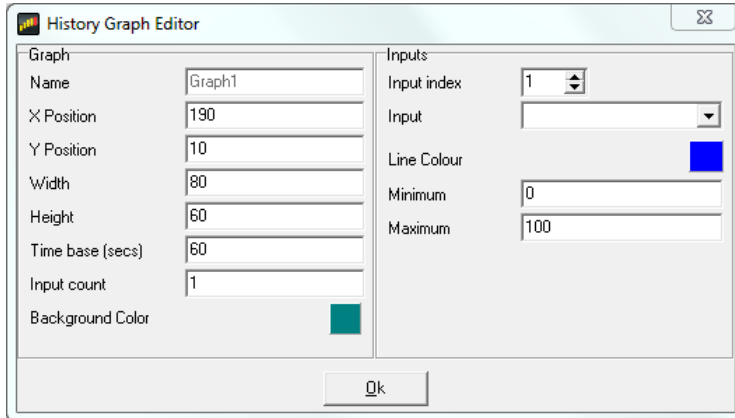 History Graph Editor
Graph
Name Graph1
X Position 190
Y Position 10
Width 80
Height 60
Time base (secs) 60
Input count 1
Background Color
Inputs
Input index 1
Input
Line Colour
Minimum 0
Maximum 100
Ok